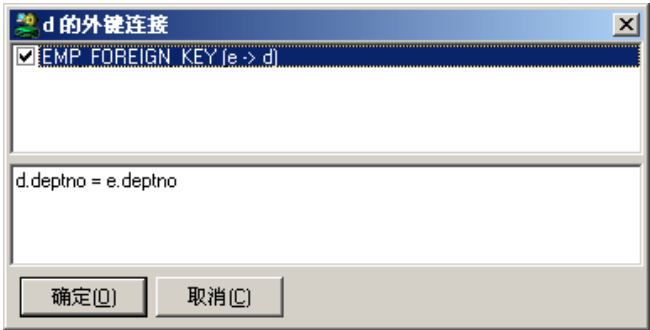 d 的外键连接
EMP_FOREIGN_KEY (e -> d)
d.deptno = e.deptno
确定(O)
取消(C)